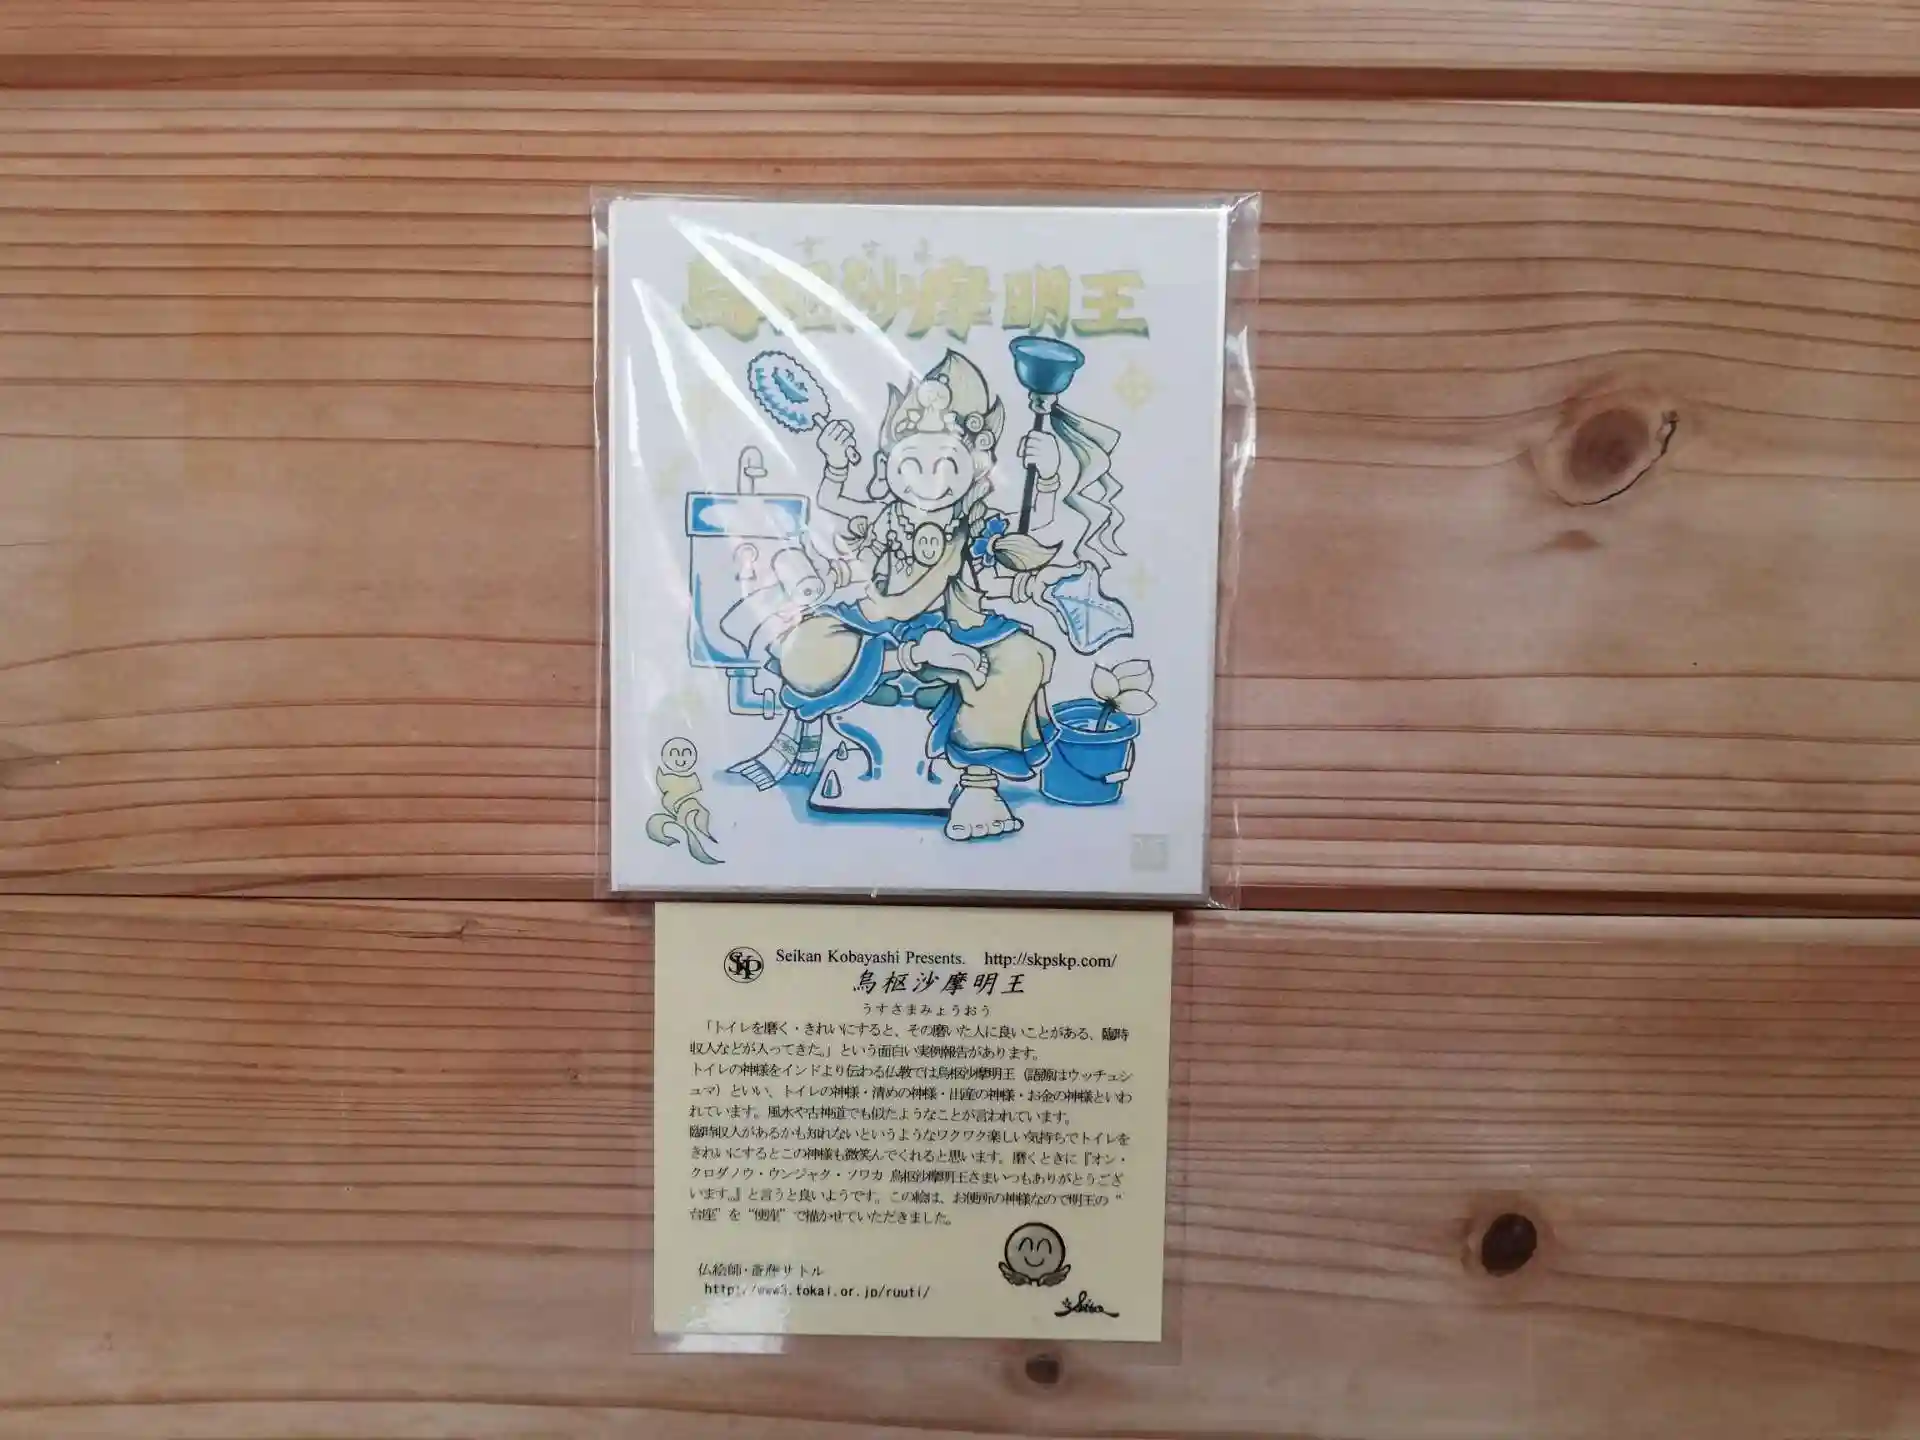 すさま
烏枢沙摩明王
SKP Seikan Kobayashi Presents. http://skpskp.com/
烏枢沙摩明王
うすさまみょうおう
「トイレを磨く・きれいにすると、その磨いた人に良いことがある、臨時
収入などが入ってきた。」という面白い実例報告があります。
トイレの神様をインドより伝わる仏教では烏枢沙摩明王（語源はウッチュシ
ュマ）といい、トイレの神様・清めの神様・出産の神様・お金の神様といわ
れています。風水や古神道でも似たようなことが言われています。
臨時収入があるかも知れないというようなワクワク楽しい気持ちでトイレを
きれいにするとこの神様も微笑んでくれると思います。磨くときに『オン・
クロダノウ・ウンジャク・ソワカ 烏枢沙摩明王さまいつもありがとうござ
います。』と言うと良いようです。この絵は、お便所の神様なので明王の“
台座”を“便座”で描かせていただきました。
仏絵師・斎藤サトル
http://www3.tokai.or.jp/ruuti/